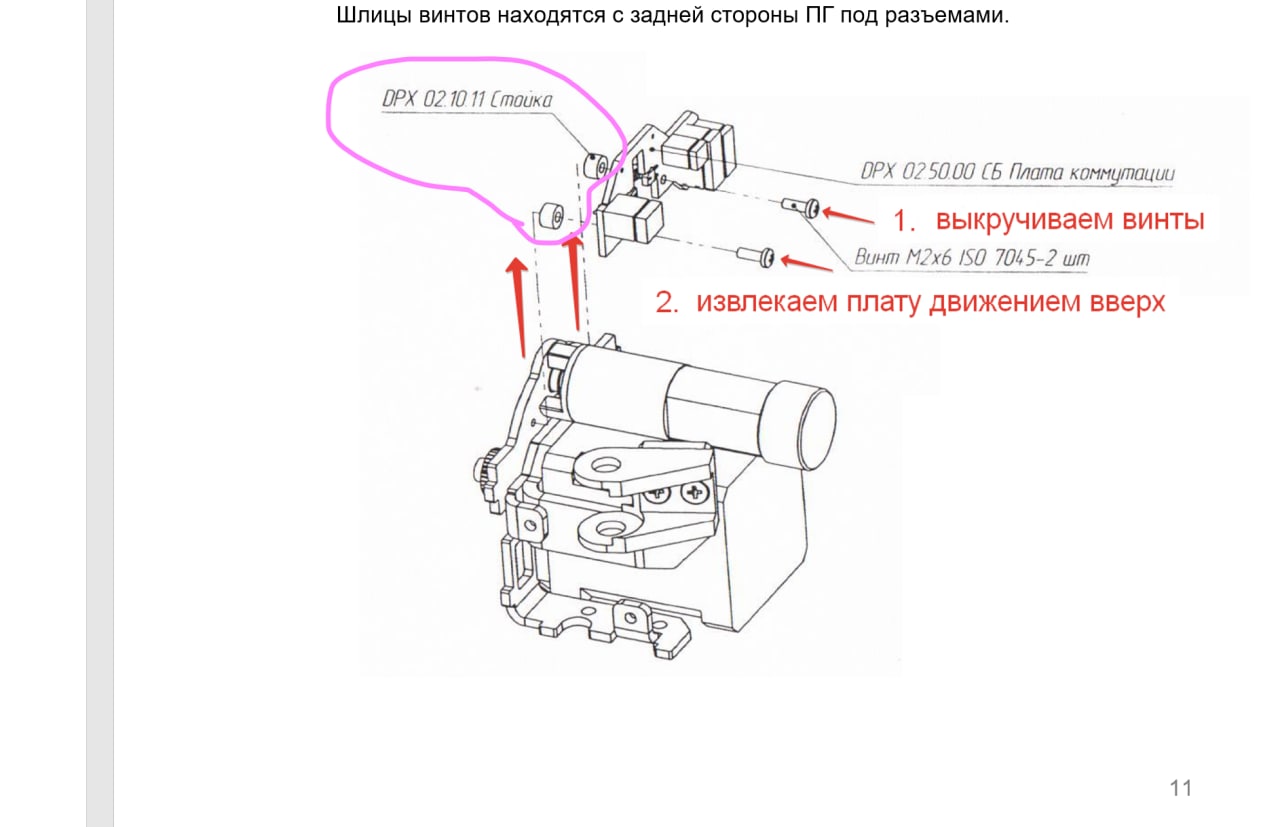 Шлицы винтов находятся с задней стороны ПГ под разъемами.
DPX 02.10.11 Стойка
DPX 02.50.00 СБ Плата коммутации
1. выкручиваем винты
Винт М2х6 ISO 7045-2 шт
2. извлекаем плату движением вверх
11